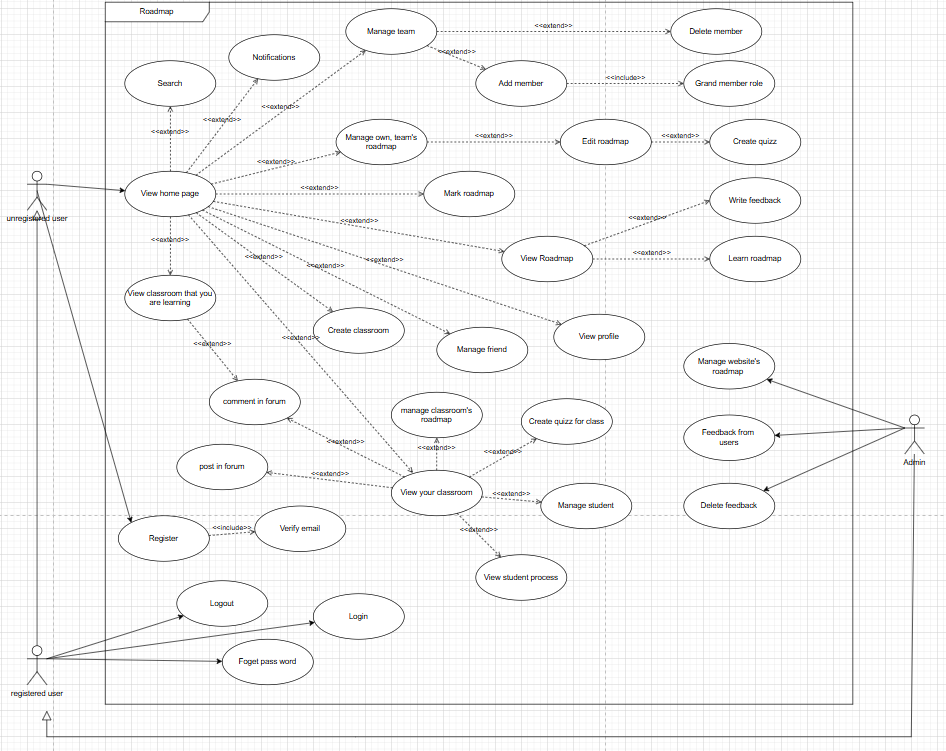 Roadmap
Manage team
<<extend>>
Delete member
Notifications
<<extend>>
Search
Add member
<<include>>
Grand member role
<<extend>>
<<extend>>
<<extend>>
Manage own, team's
roadmap
<<extend>>
Edit roadmap
<<extend>>
Create quizz
<<extend>>
View home page
<<extend>>
Mark roadmap
Write feedback
unregistered user
<<extend>>
<<extend>>
<<extend>>
<<extend>>
<<extend>>
<<extend>>
View Roadmap
<<extend>>
Learn roadmap
<<extend>>
View classroom that you
are learning
Create classroom
<<extend>>
View profile
<<extend>>
Manage friend
Manage website's
roadmap
comment in forum
manage classroom's
roadmap
Create quizz for class
Feedback from
users
<<extend>>
<<extend>>
<<extend>>
Admin
post in forum
<<extend>>
View your classroom
<<extend>>
Manage student
Delete feedback
Register
<<include>>
Verify email
<<extend>>
View student process
Logout
Login
Foget pass word
registered user